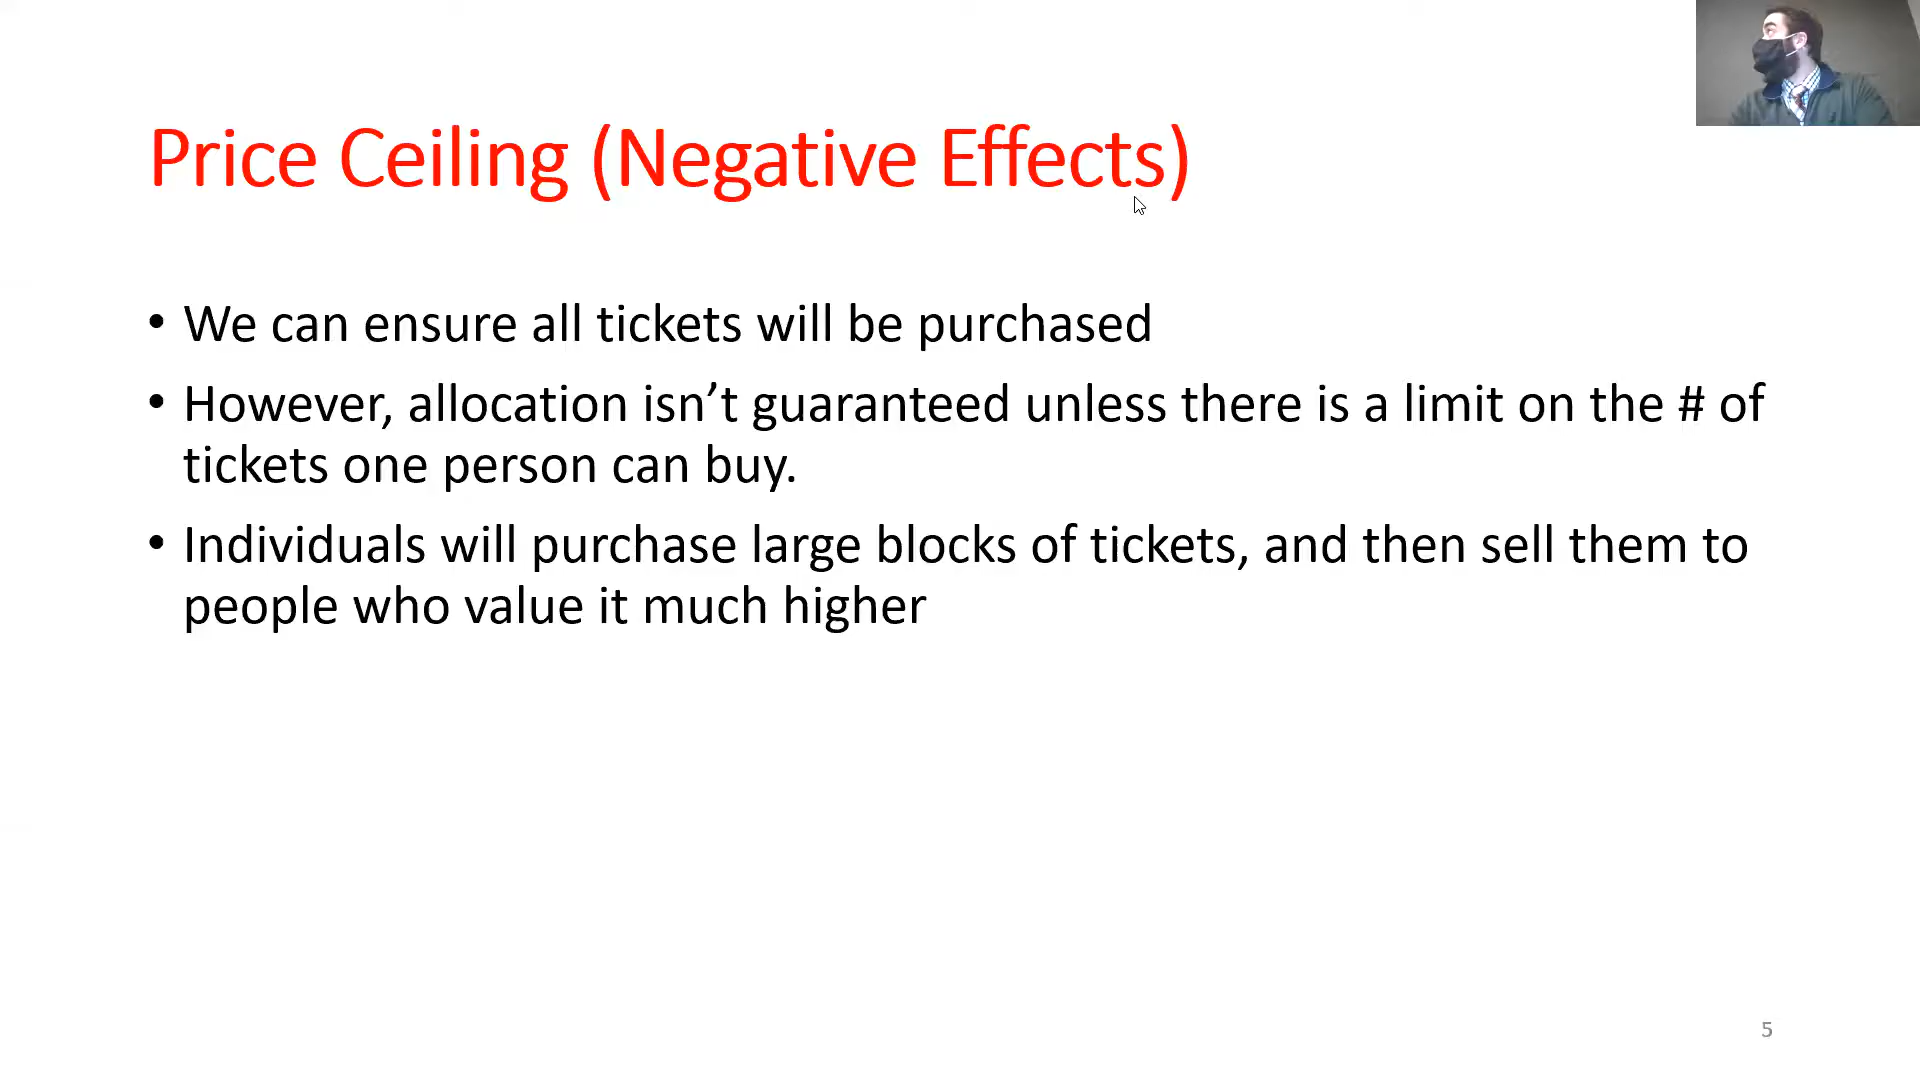 Price Ceiling (Negative Effects)
• We can ensure all tickets will be purchased
• However, allocation isn’t guaranteed unless there is a limit on the # of
tickets one person can buy.
• Individuals will purchase large blocks of tickets, and then sell them to
people who value it much higher
5